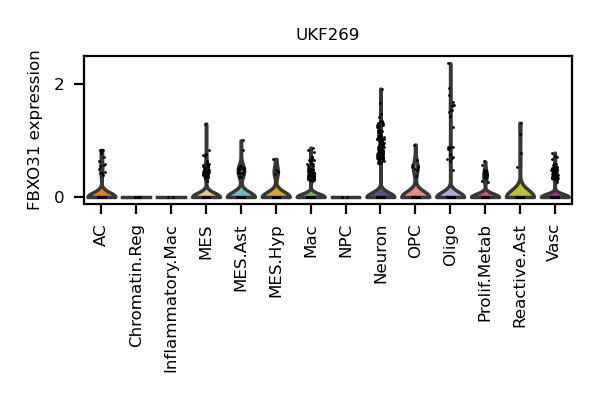 UKF269
FBXO31 expression
2
0
AC
Chromatin.Reg
Inflammatory.Mac
MES
MES.Ast
MES.Hyp
Mac
NPC
Neuron
OPC
Oligo
Prolif.Metab
Reactive.Ast
Vasc